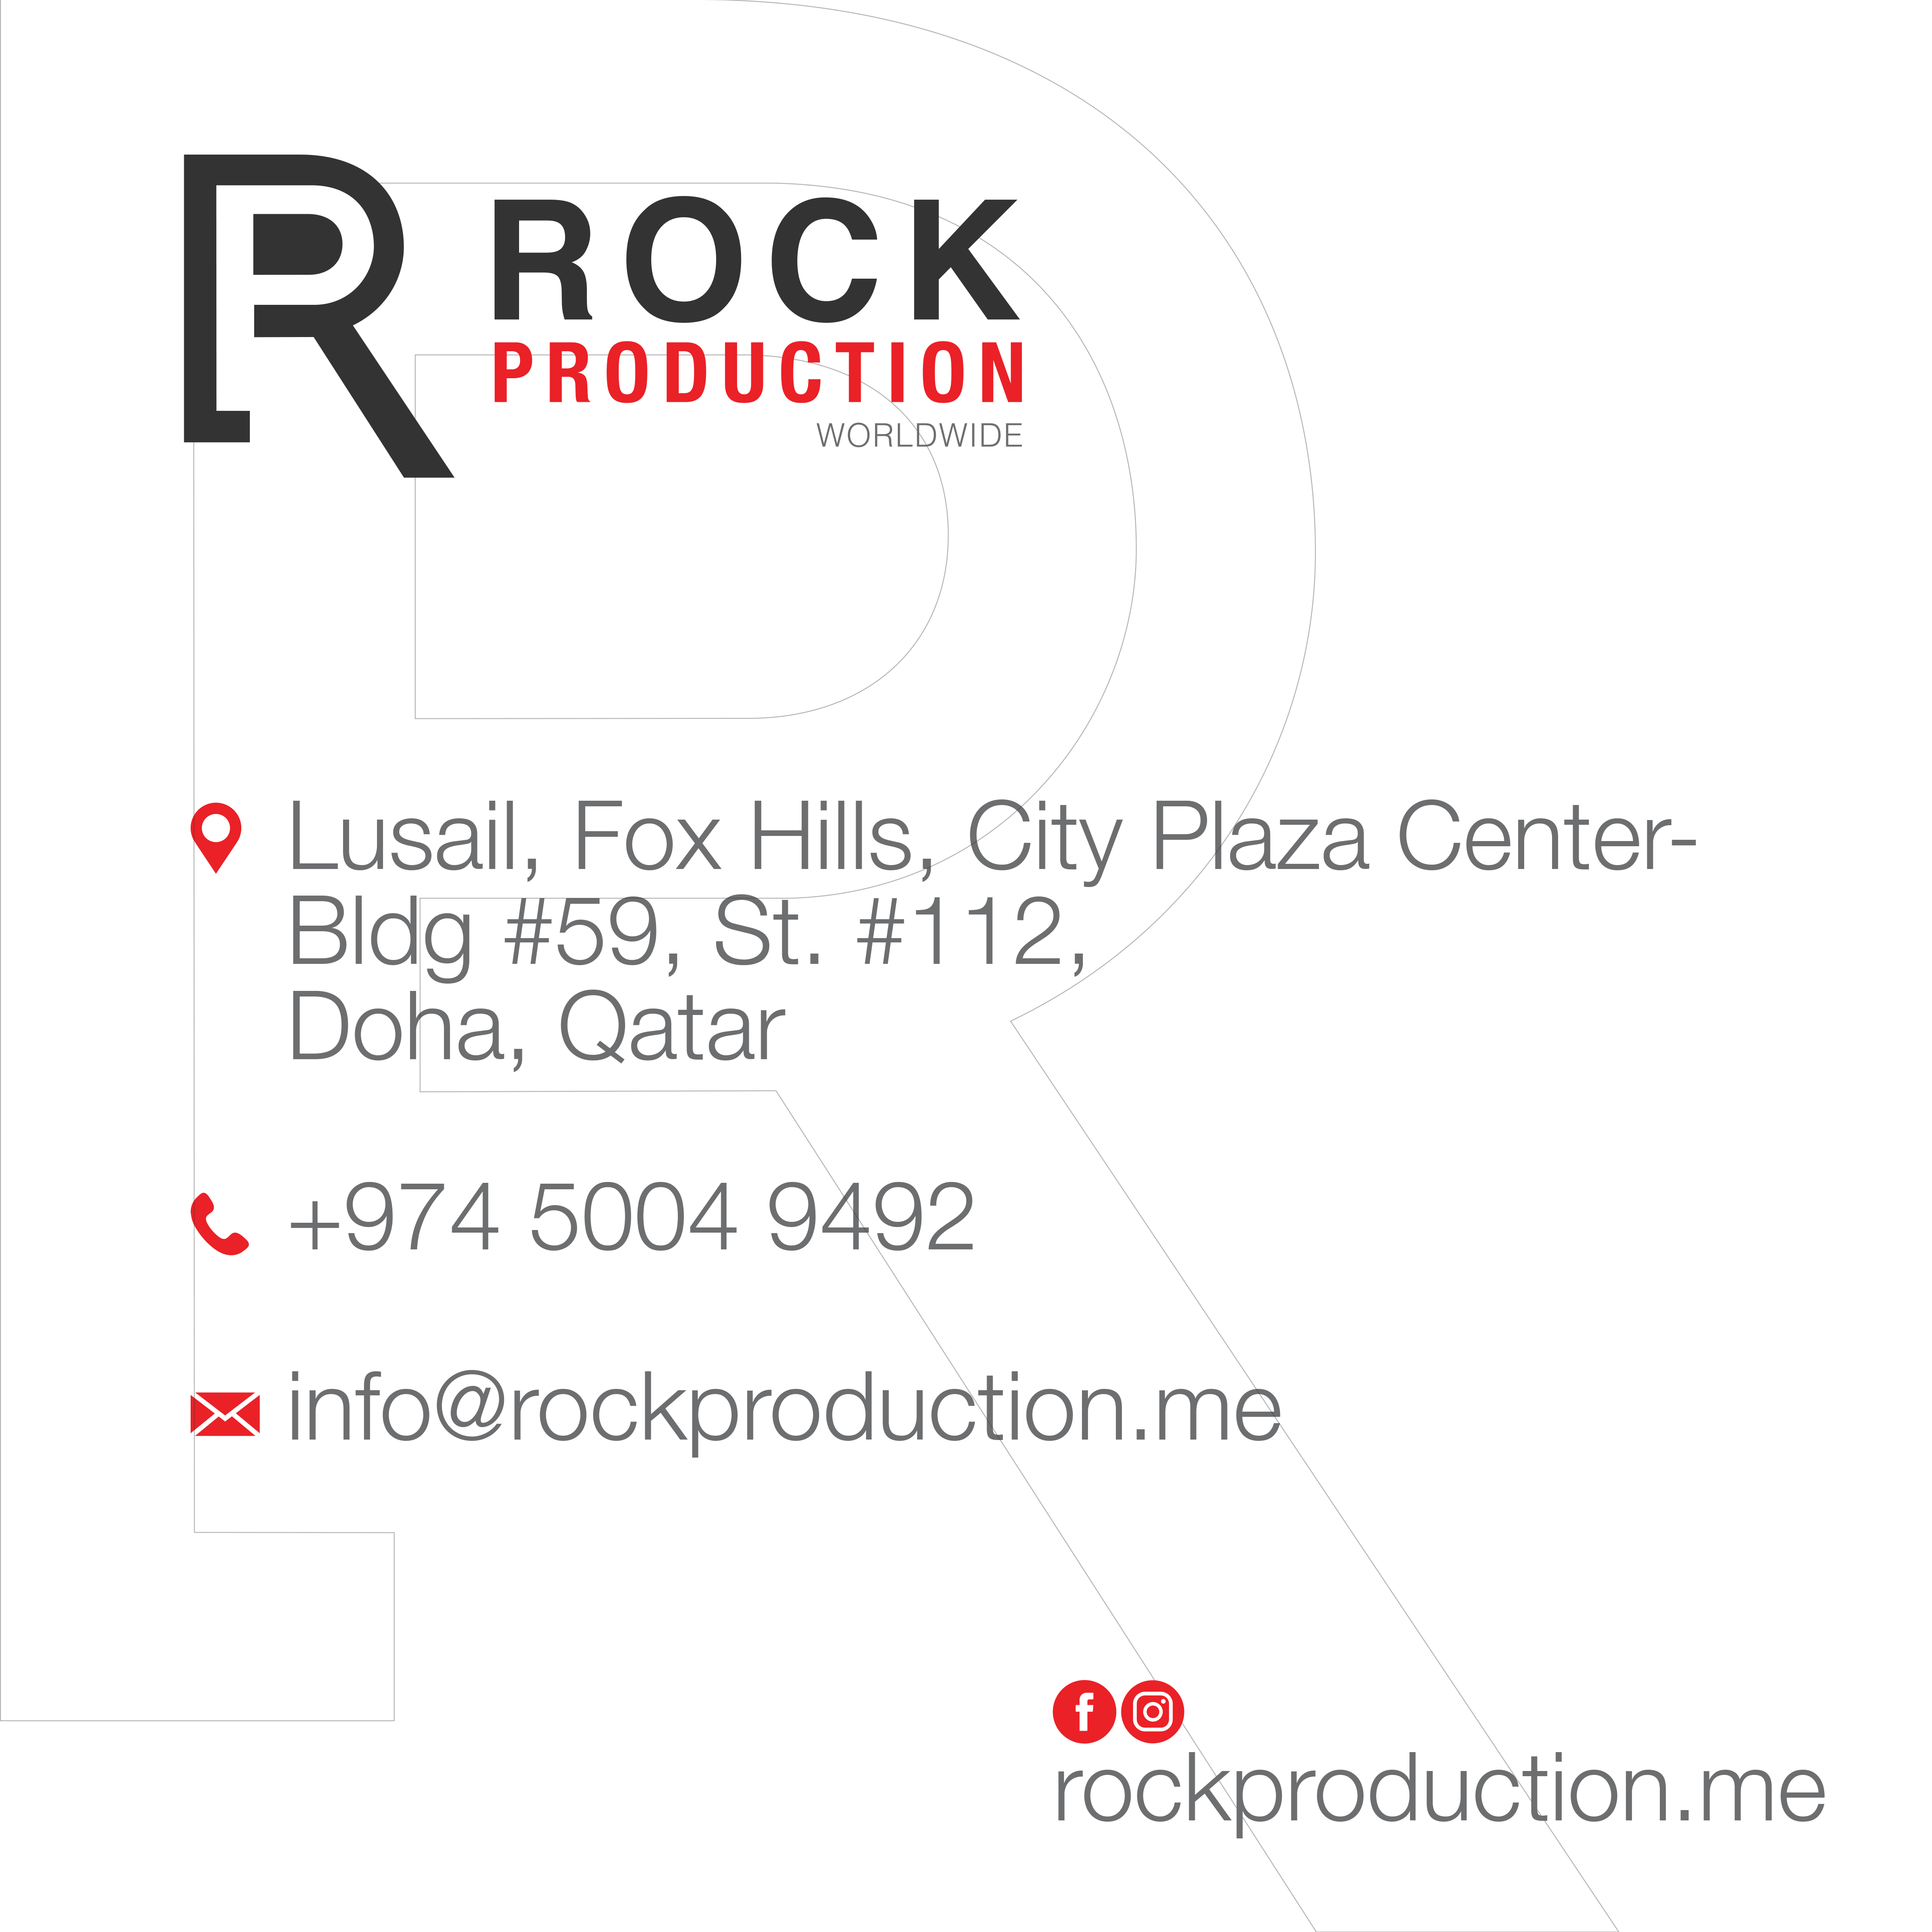 ROCK
PRODUCTION
WORLDWIDE
Lusail, Fox Hills, City Plaza Center-
Bldg #59, St. #112,
Doha, Qatar
+974 5004 9492
info@rockproduction.me
rockproduction.me